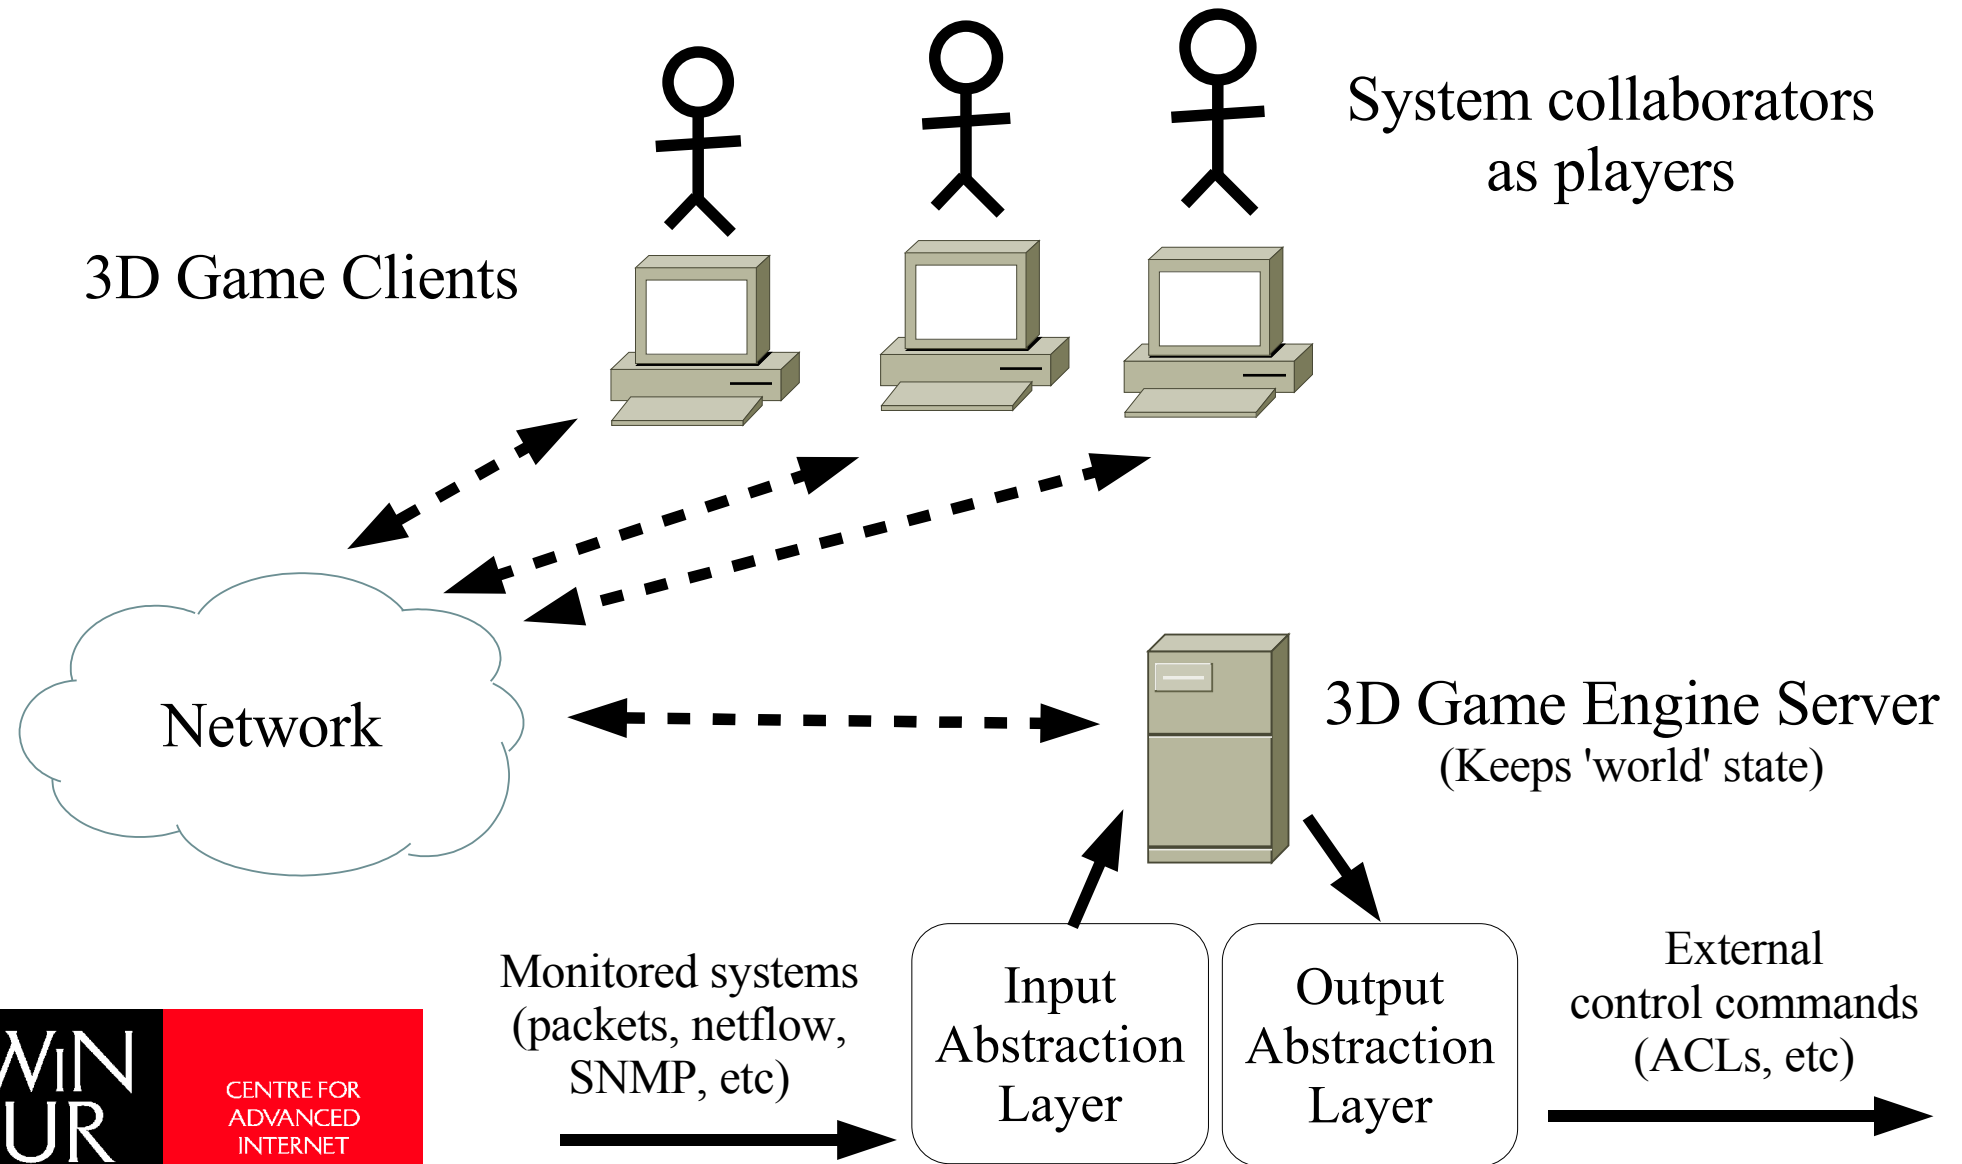 System collaborators
as players
3D Game Clients
Network
3D Game Engine Server
(Keeps 'world' state)
Monitored systems
(packets, netflow,
SNMP, etc)
Input
Abstraction
Layer
Output
Abstraction
Layer
External
control commands
(ACLs, etc)
WIN
UR
CENTRE FOR
ADVANCED
INTERNET